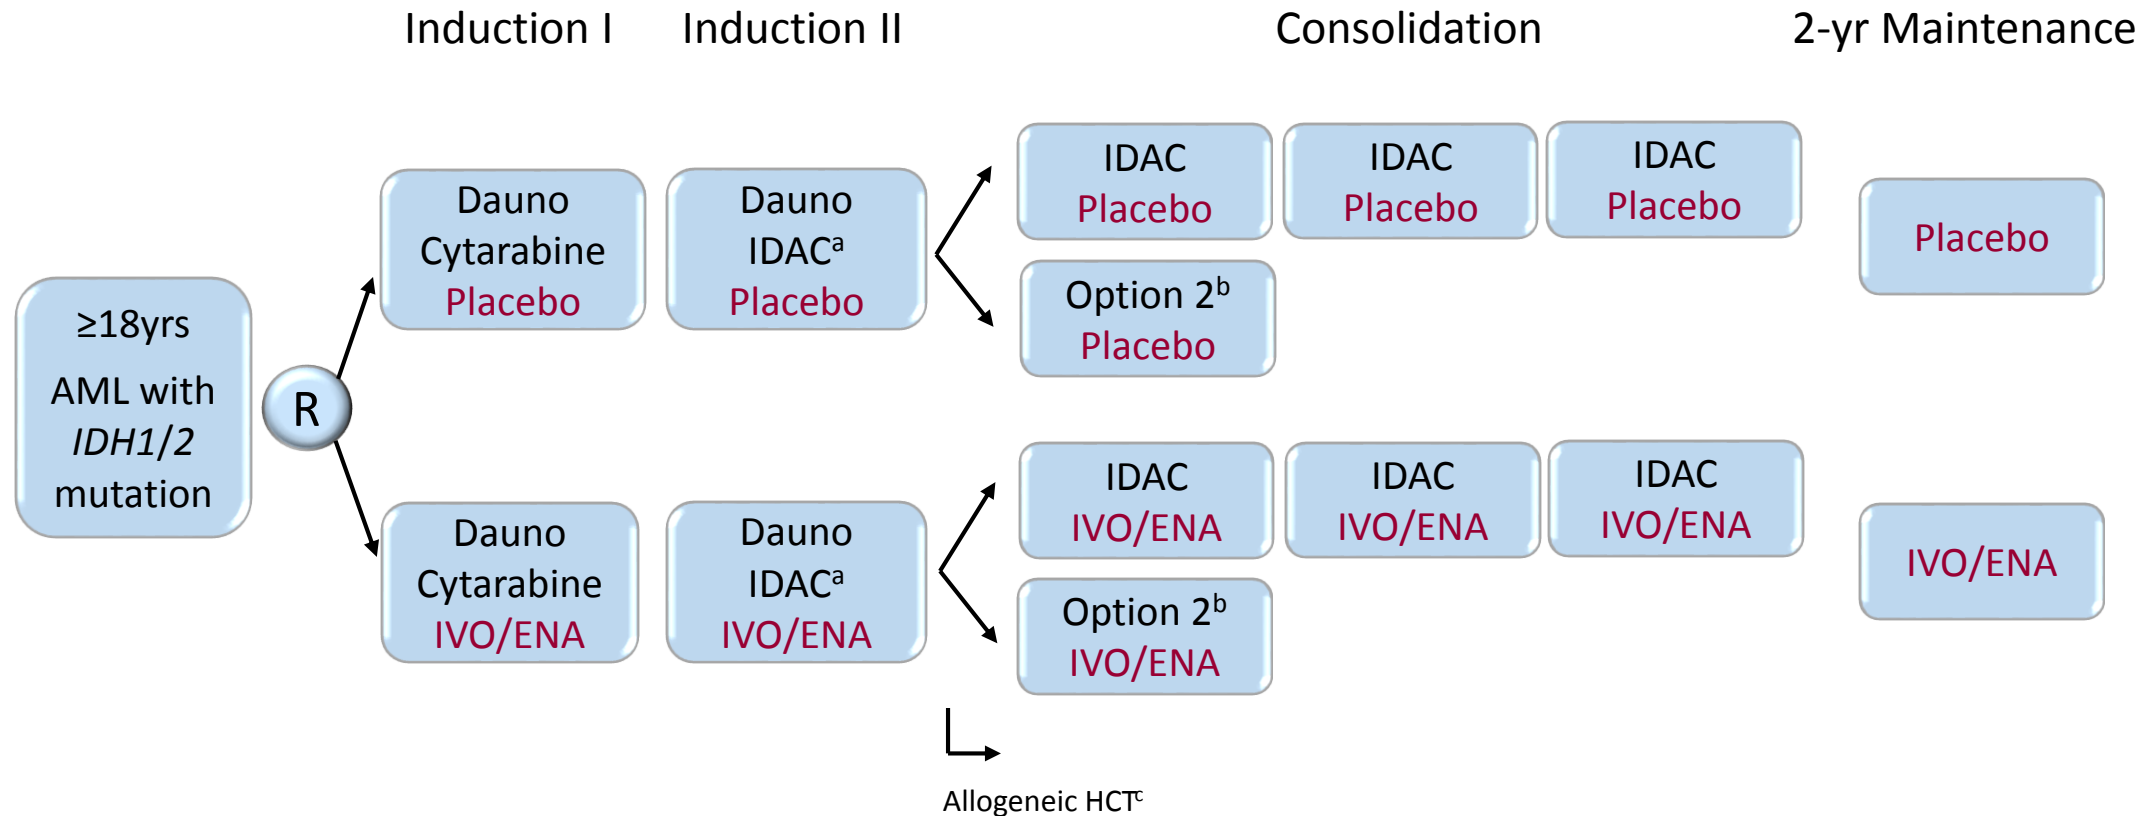 Induction I
Induction II
Consolidation
2-yr Maintenance
≥18yrs
AML with
IDH1/2
mutation
R
Dauno
Cytarabine
Placebo
Dauno
IDACᵃ
Placebo
IDAC
Placebo
IDAC
Placebo
IDAC
Placebo
Option 2ᵇ
Placebo
Placebo
Dauno
Cytarabine
IVO/ENA
Dauno
IDACᵃ
IVO/ENA
IDAC
IVO/ENA
IDAC
IVO/ENA
IDAC
IVO/ENA
Option 2ᵇ
IVO/ENA
IVO/ENA
Allogeneic HCTᶜ